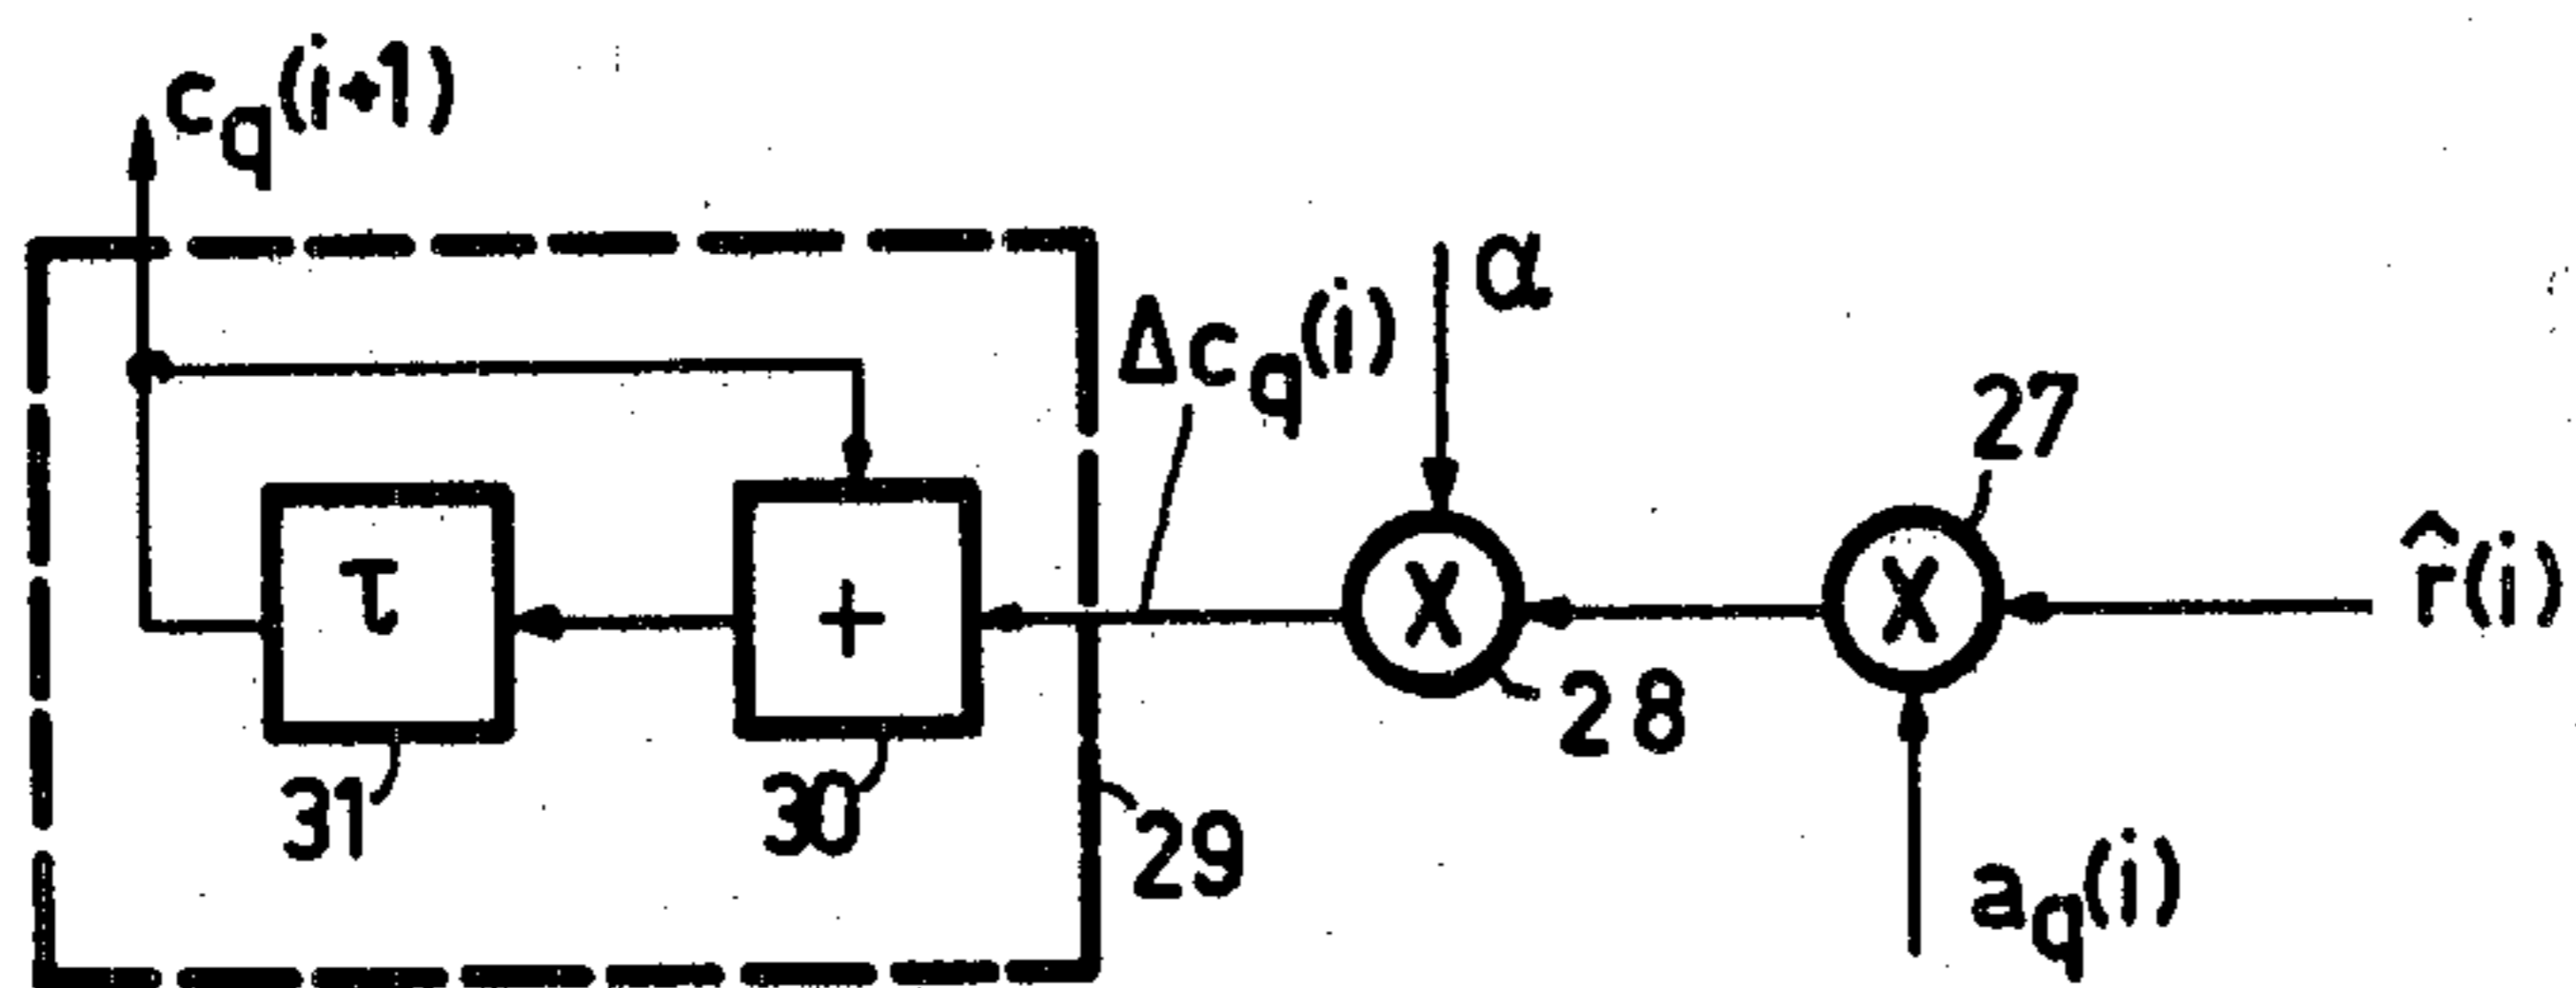 c_q(i+1)
α
Δc_q(i)
27
r̂(i)
τ
+
X
X
28
31
30
29
a_q(i)